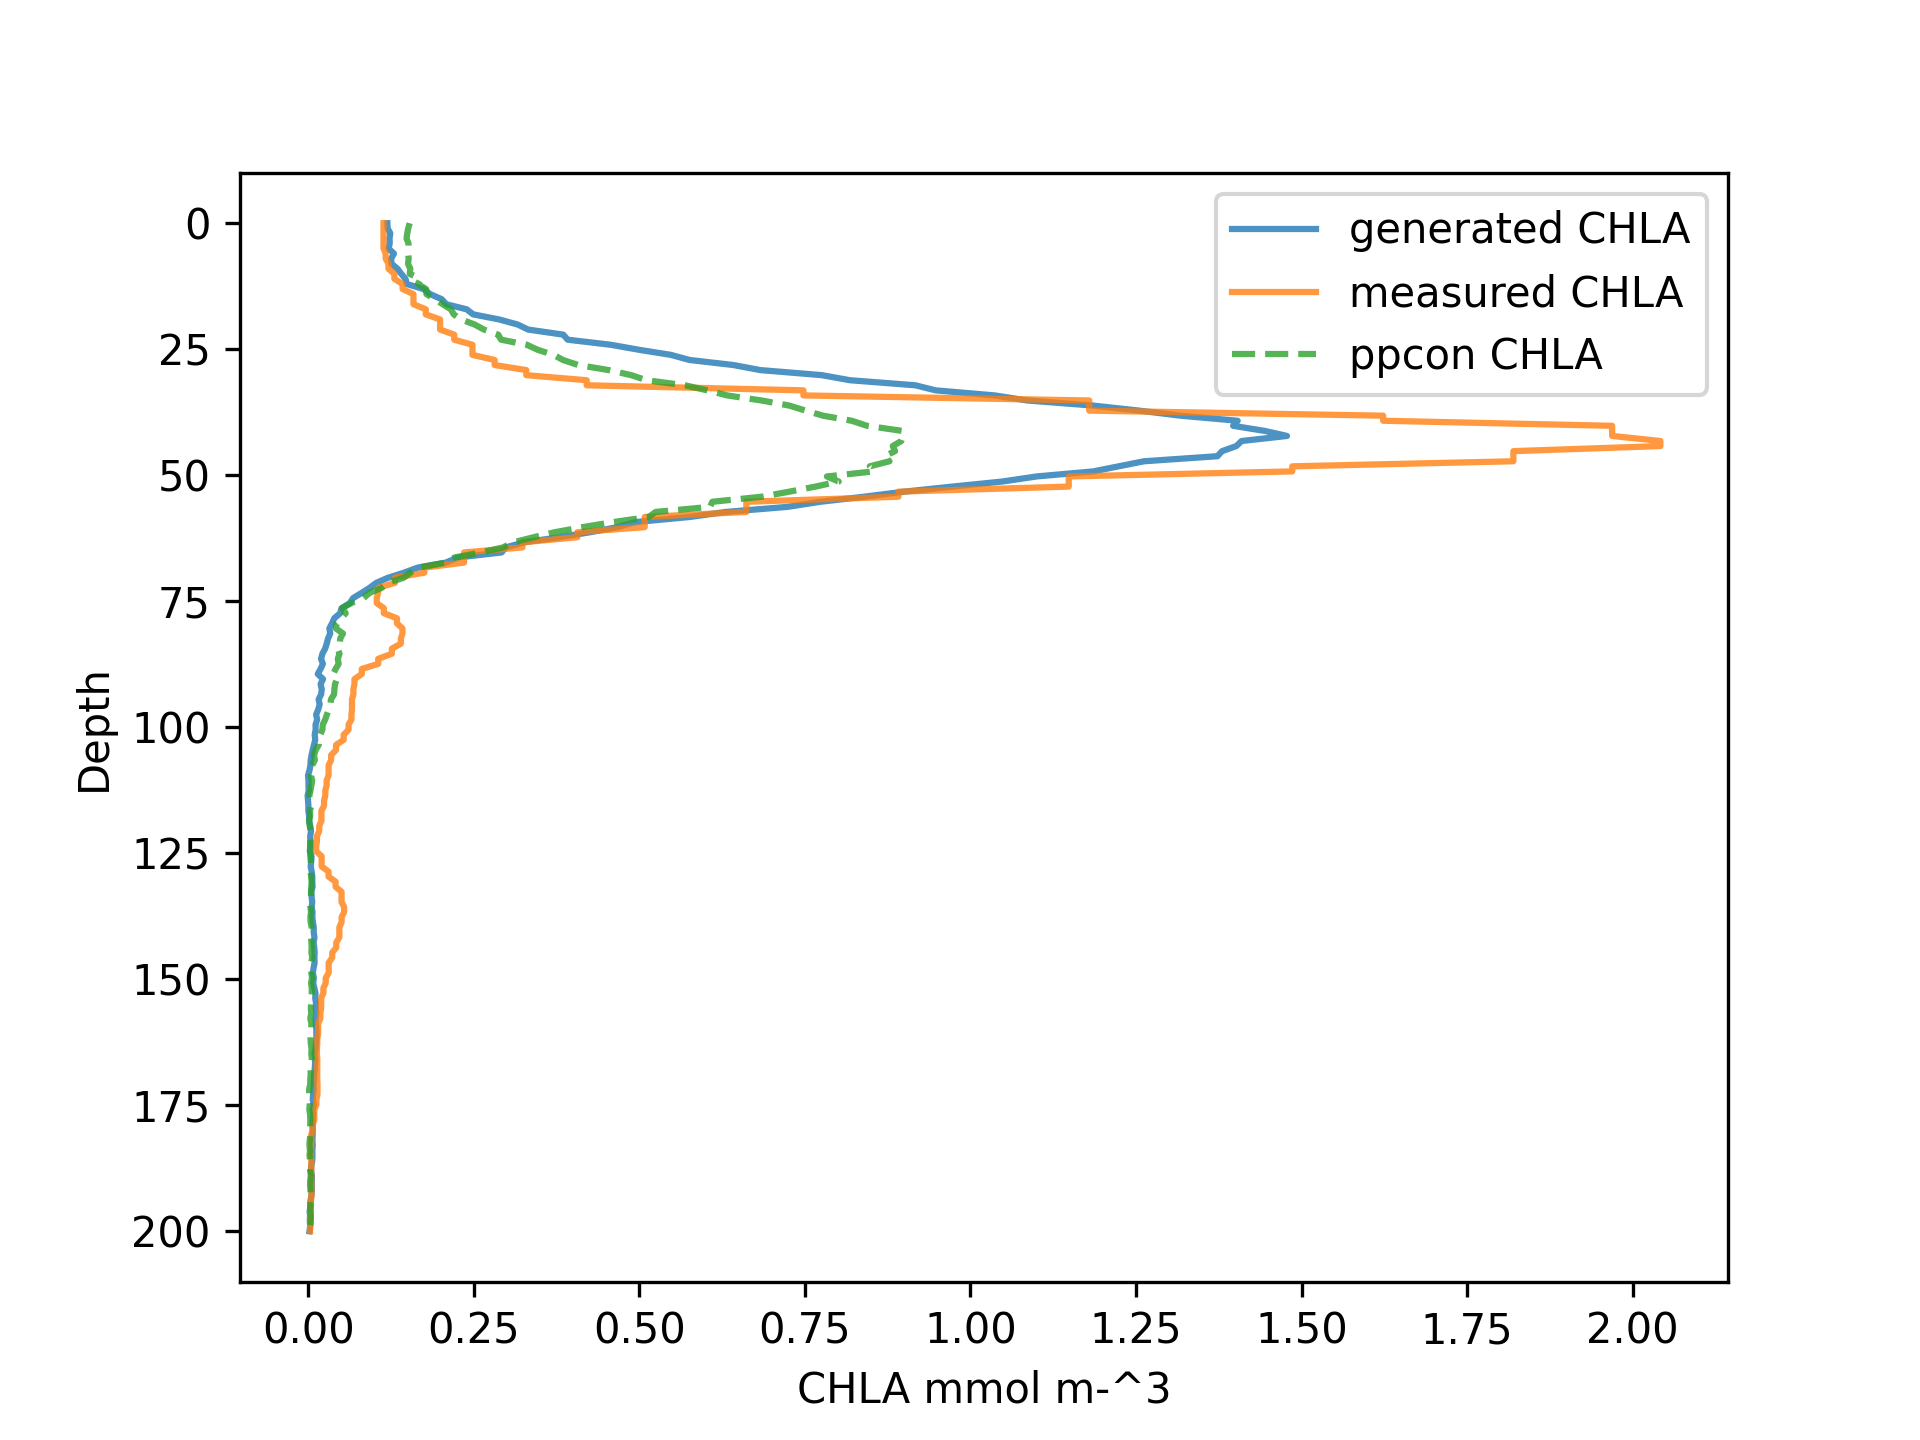 generated CHLA
measured CHLA
ppcon CHLA
0
25
50
75
100
125
150
175
200
Depth
0.00 0.25 0.50 0.75 1.00 1.25 1.50 1.75 2.00
CHLA mmol m-^3